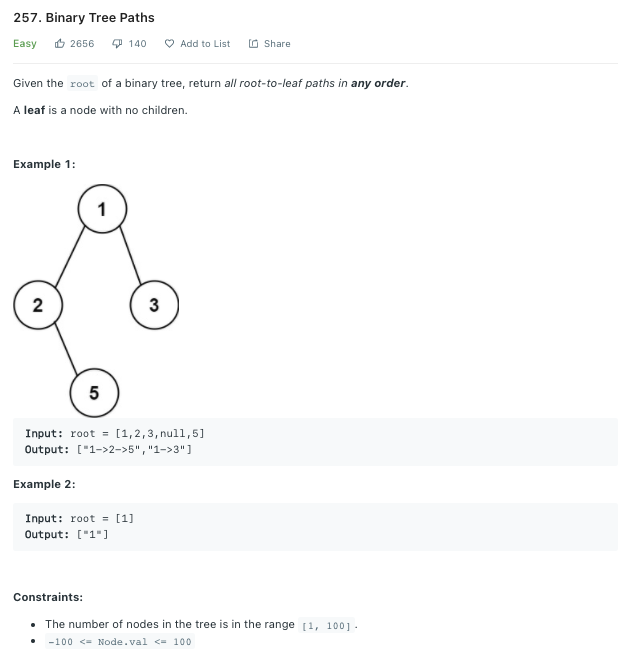 257. Binary Tree Paths
Easy 2656 140 Add to List Share
Given the root of a binary tree, return all root-to-leaf paths in any order.
A leaf is a node with no children.
Example 1:
1
2 3
5
Input: root = [1,2,3,null,5]
Output: ["1->2->5","1->3"]
Example 2:
Input: root = [1]
Output: ["1"]
Constraints:
• The number of nodes in the tree is in the range [1, 100].
• -100 <= Node.val <= 100